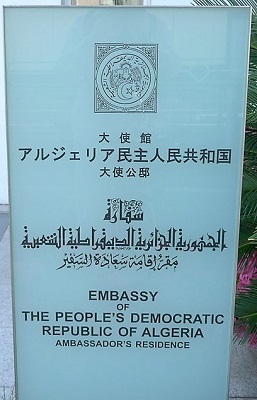 大使館
アルジェリア民主人民共和国
大使公邸
سفارة
الجمهورية الجزائرية الديمقراطية الشعبية
مقر إقامة سعادة السفير
EMBASSY
OF
THE PEOPLE'S DEMOCRATIC
REPUBLIC OF ALGERIA
AMBASSADOR'S RESIDENCE